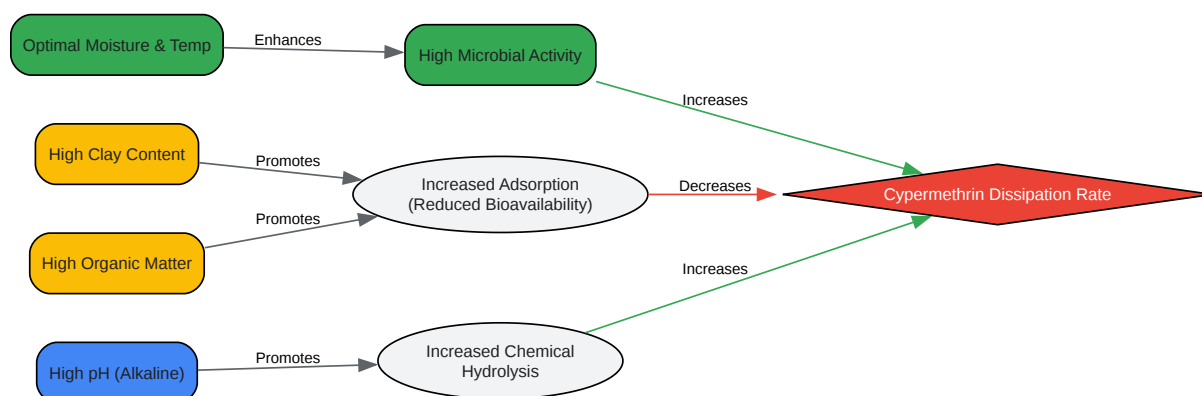 Optimal Moisture & Temp
Enhances
High Microbial Activity
Increases
High Clay Content
Promotes
Increased Adsorption
(Reduced Bioavailability)
Decreases
Cypermethrin Dissipation Rate
Promotes
High Organic Matter
Increases
High pH (Alkaline)
Promotes
Increased Chemical
Hydrolysis